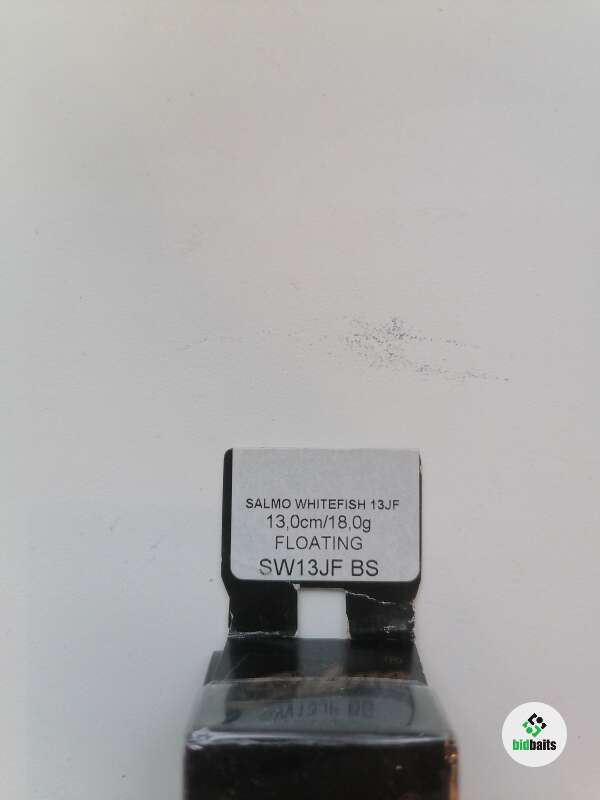 SALMO WHITEFISH 13JF
13,0cm/18,0g
FLOATING
SW13JF BS
bidbaits